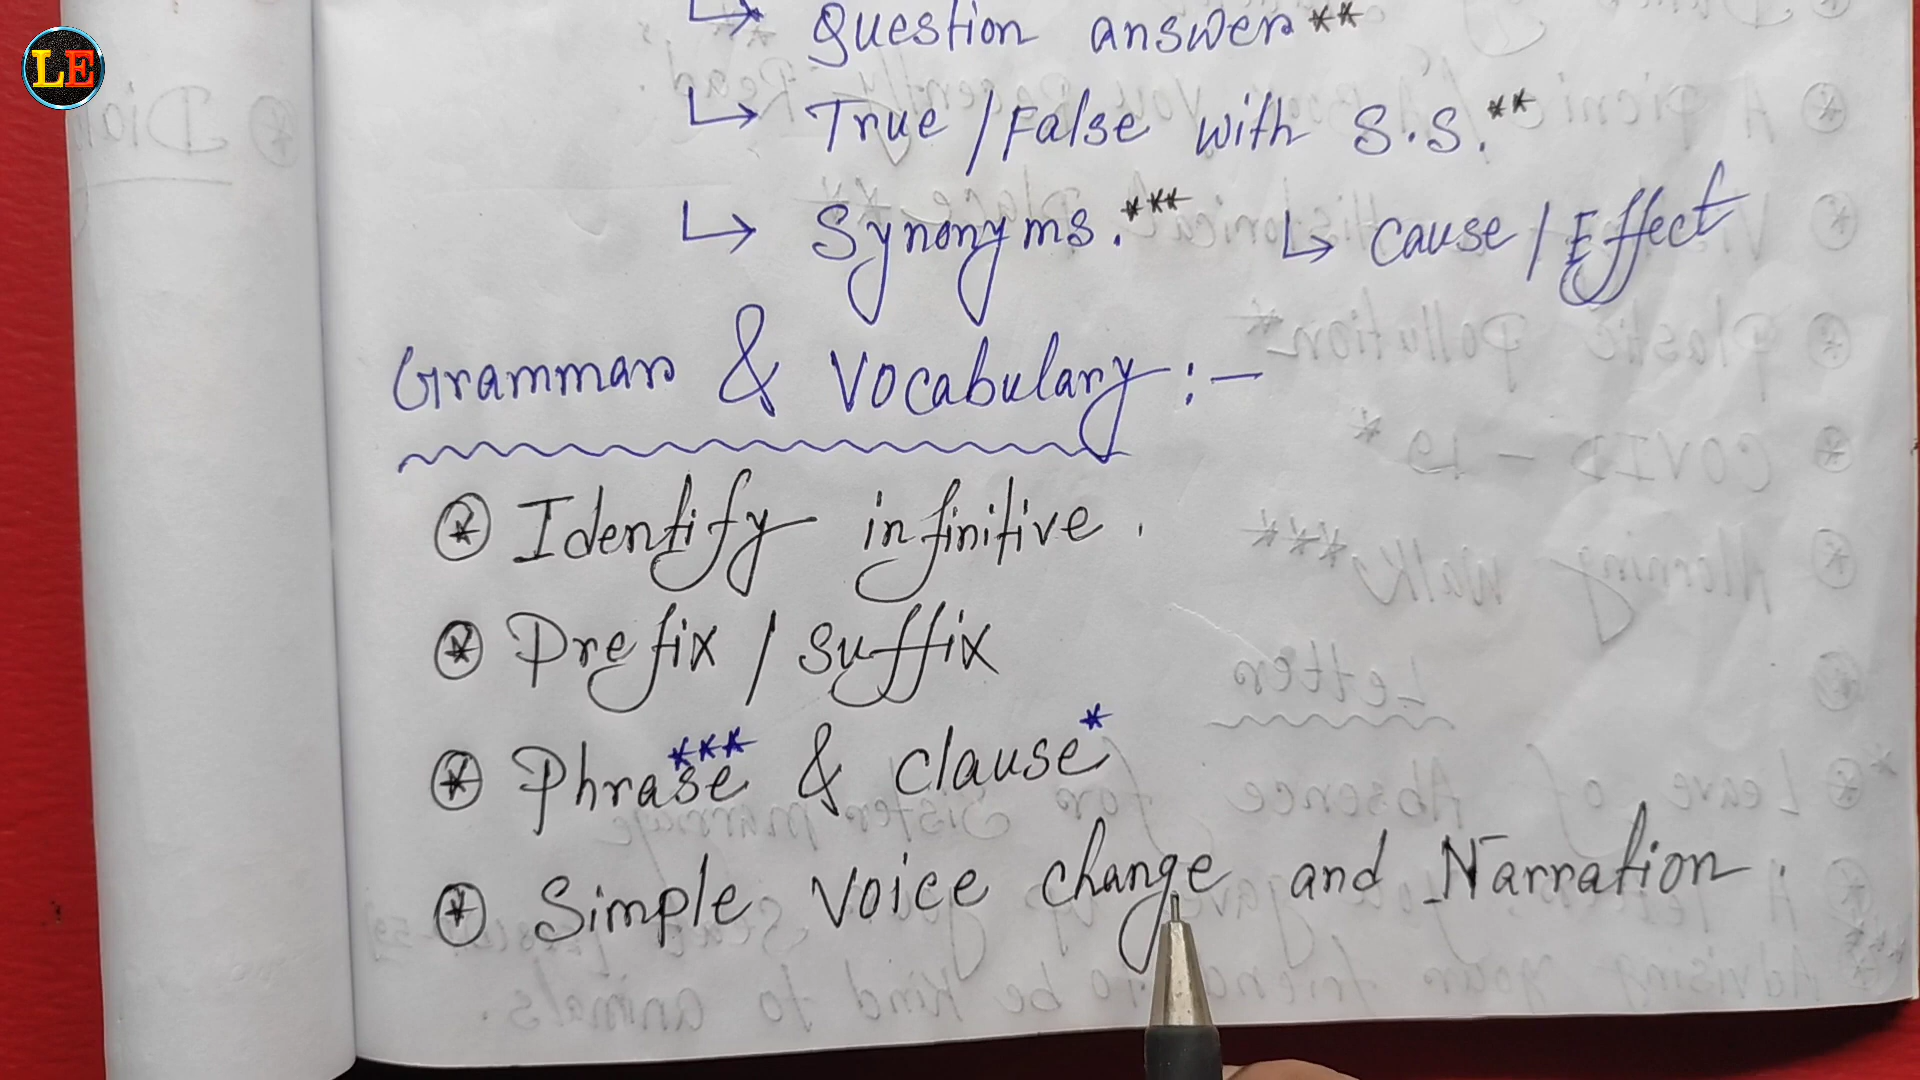 LE
↳ Question answer**
↳ True / False with S.S.**
↳ Synonyms.*** ↳ Cause / Effect
Grammar & Vocabulary :-
⊛ Identify infinitive.
⊛ Prefix / suffix
⊛ Phrase*** & clause*
⊛ Simple voice change and Narration.